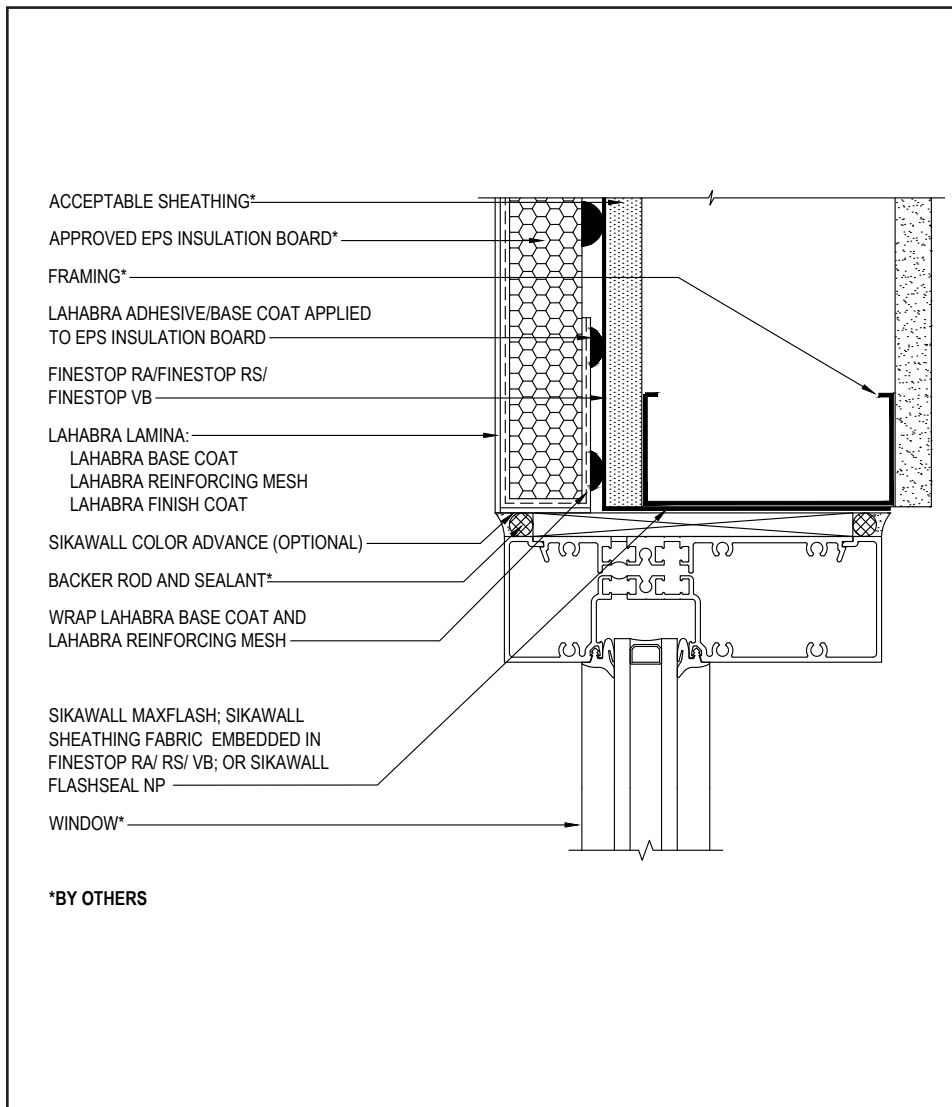 ACCEPTABLE SHEATHING*
APPROVED EPS INSULATION BOARD*
FRAMING*
LAHABRA ADHESIVE/BASE COAT APPLIED
TO EPS INSULATION BOARD
FINESTOP RA/FINESTOP RS/
FINESTOP VB
LAHABRA LAMINA:
LAHABRA BASE COAT
LAHABRA REINFORCING MESH
LAHABRA FINISH COAT
SIKAWALL COLOR ADVANCE (OPTIONAL)
BACKER ROD AND SEALANT*
WRAP LAHABRA BASE COAT AND
LAHABRA REINFORCING MESH
SIKAWALL MAXFLASH; SIKAWALL
SHEATHING FABRIC EMBEDDED IN
FINESTOP RA/ RS/ VB; OR SIKAWALL
FLASHSEAL NP
WINDOW*
*BY OTHERS